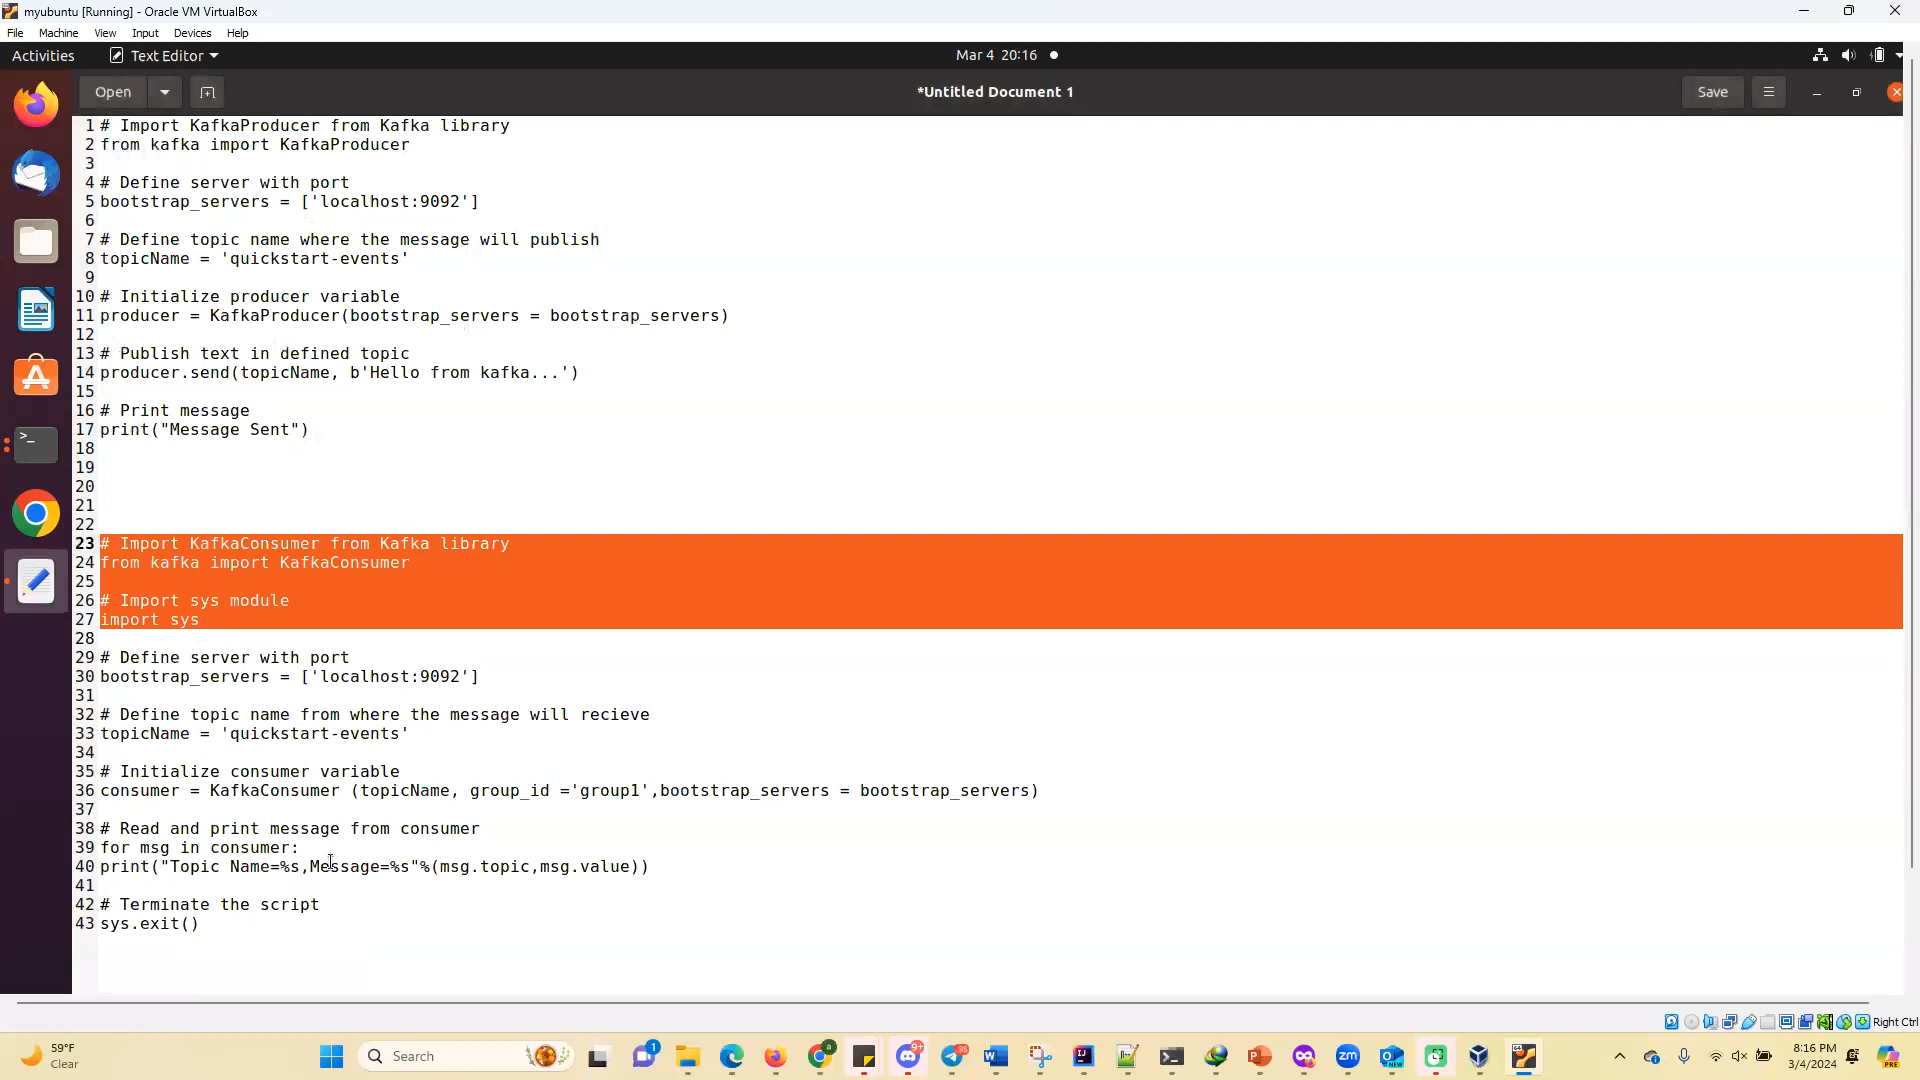 myubuntu [Running] - Oracle VM VirtualBox
File Machine View Input Devices Help
Activities Text Editor Mar 4 20:16
Open *Untitled Document 1 Save
1 # Import KafkaProducer from Kafka library
2 from kafka import KafkaProducer
3
4 # Define server with port
5 bootstrap_servers = ['localhost:9092']
6
7 # Define topic name where the message will publish
8 topicName = 'quickstart-events'
9
10 # Initialize producer variable
11 producer = KafkaProducer(bootstrap_servers = bootstrap_servers)
12
13 # Publish text in defined topic
14 producer.send(topicName, b'Hello from kafka...')
15
16 # Print message
17 print("Message Sent")
18
19
20
21
22
23 # Import KafkaConsumer from Kafka library
24 from kafka import KafkaConsumer
25
26 # Import sys module
27 import sys
28
29 # Define server with port
30 bootstrap_servers = ['localhost:9092']
31
32 # Define topic name from where the message will recieve
33 topicName = 'quickstart-events'
34
35 # Initialize consumer variable
36 consumer = KafkaConsumer (topicName, group_id ='group1',bootstrap_servers = bootstrap_servers)
37
38 # Read and print message from consumer
39 for msg in consumer:
40 print("Topic Name=%s,Message=%s"%(msg.topic,msg.value))
41
42 # Terminate the script
43 sys.exit()
Right Ctrl
59°F
Clear
Search
8:16 PM
3/4/2024